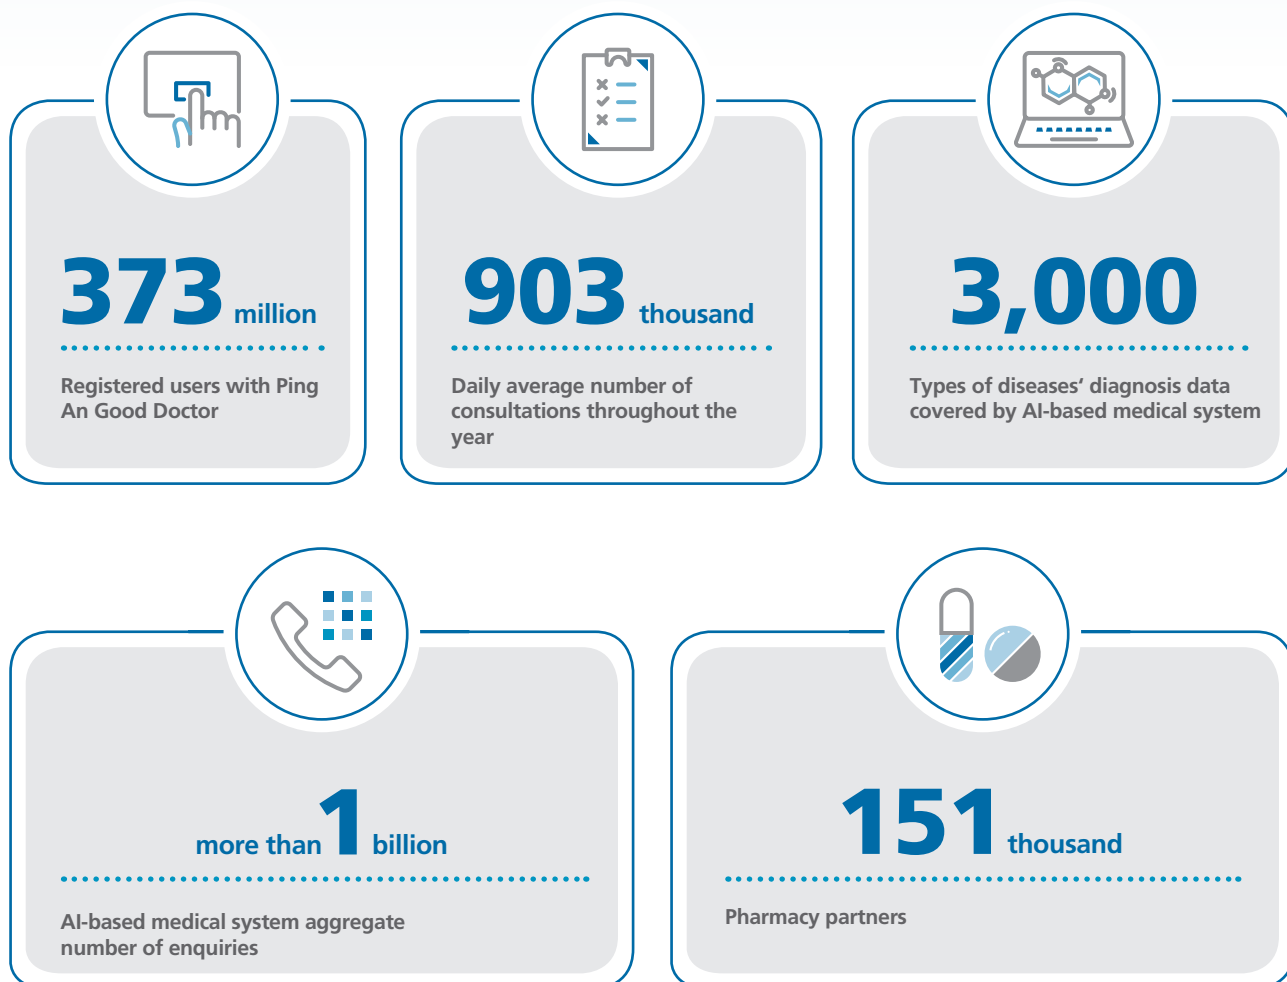 373 million
Registered users with Ping
An Good Doctor
903 thousand
Daily average number of
consultations throughout the
year
3,000
Types of diseases‘ diagnosis data
covered by AI-based medical system
more than 1 billion
AI-based medical system aggregate
number of enquiries
151 thousand
Pharmacy partners